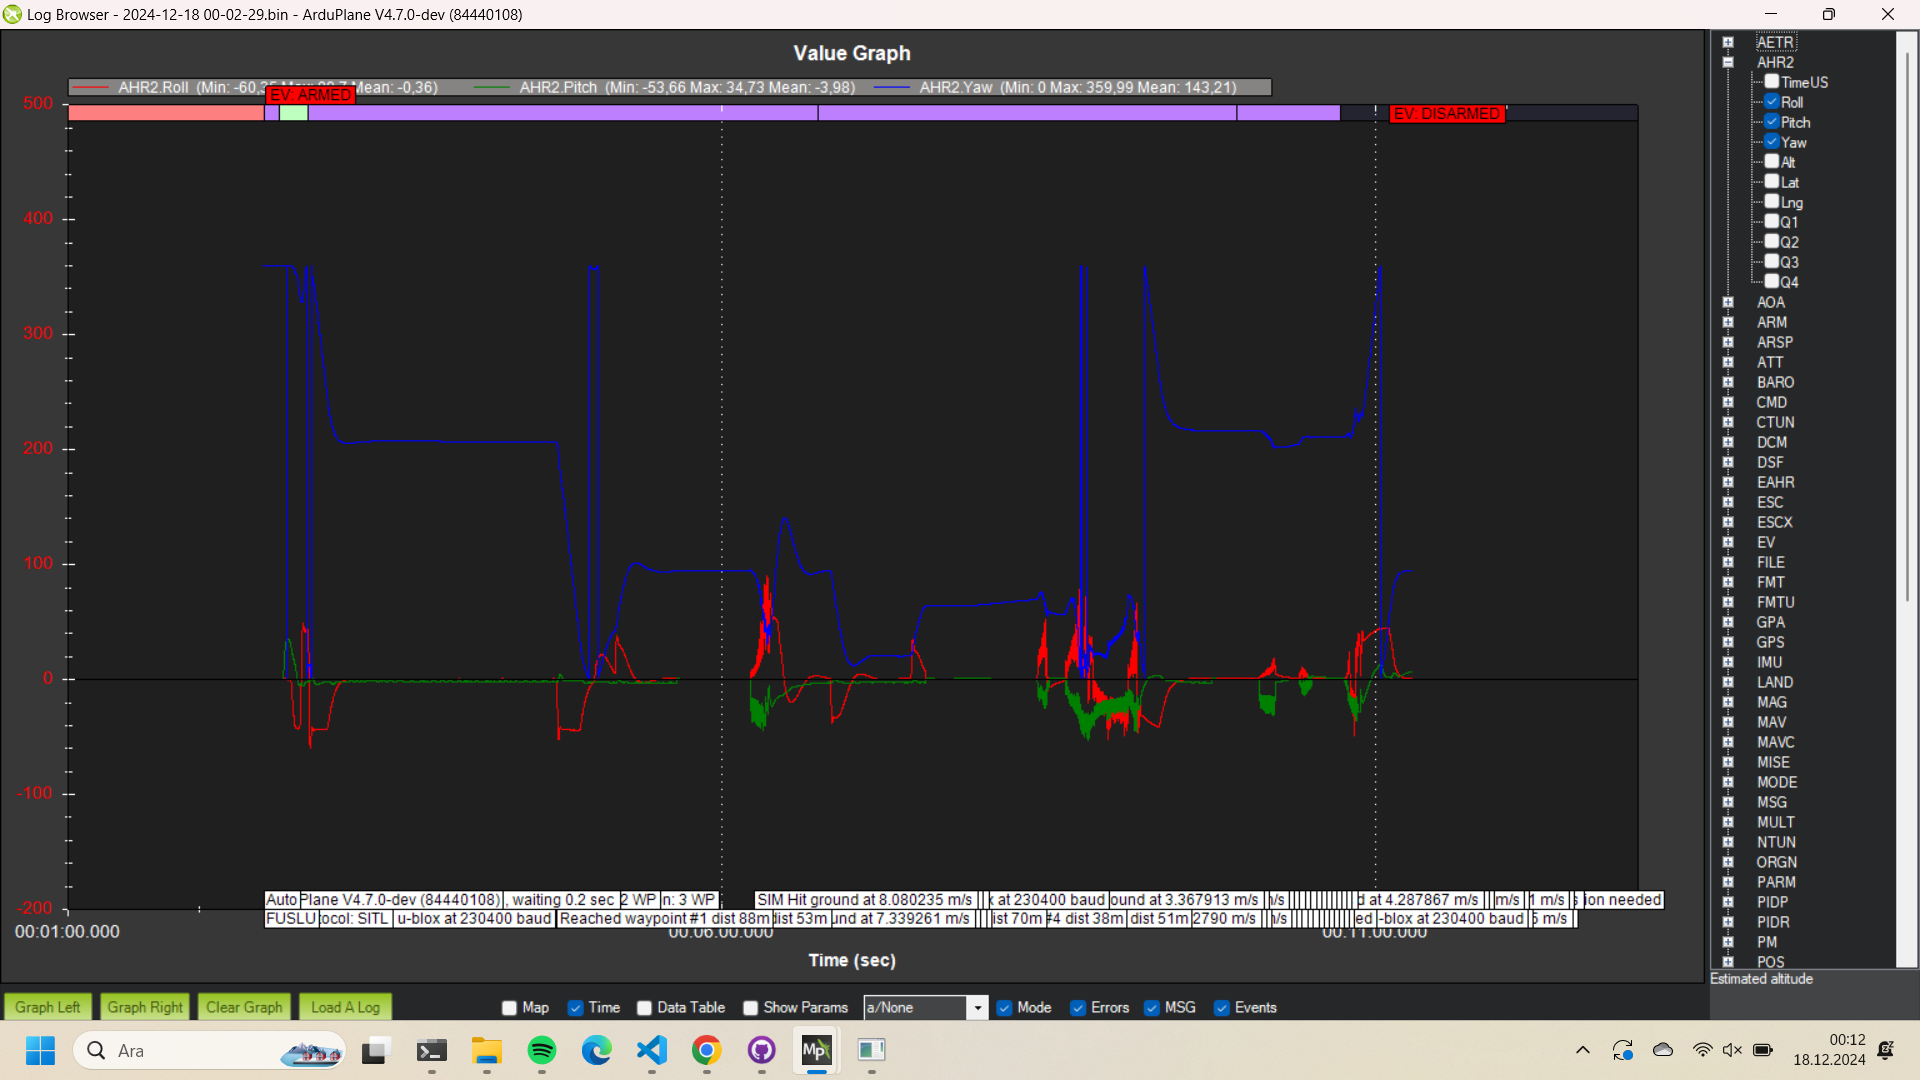 Log Browser - 2024-12-18 00-02-29.bin - ArduPlane V4.7.0-dev (84440108)
Value Graph
AHR2.Roll (Min: -60,35 Mean: -0,36) AHR2.Pitch (Min: -53,66 Max: 34,73 Mean: -3,98) AHR2.Yaw (Min: 0 Max: 359,99 Mean: 143,21)
EV: ARMED
EV: DISARMED
500
400
300
200
100
0
-100
-200
Auto Plane V4.7.0-dev (84440108) , waiting 0.2 sec 2 WP n: 3 WP SIM Hit ground at 8.080235 m/s at 230400 baud ound at 3.367913 m/s d at 4.287867 m/s m/s 1 m/s ion needed
FUSLU ocol: SITL u-blox at 230400 baud Reached waypoint #1 dist 88m dist 53m und at 7.339261 m/s ist 70m #4 dist 38m dist 51m 2790 m/s ed -blox at 230400 baud 5 m/s
00:01:00.000 00:06:00.000 00:11:00.000
Time (sec)
AETR
AHR2
TimeUS
Roll
Pitch
Yaw
Alt
Lat
Lng
Q1
Q2
Q3
Q4
AOA
ARM
ARSP
ATT
BARO
CMD
CTUN
DCM
DSF
EAHR
ESC
ESCX
EV
FILE
FMT
FMTU
GPA
GPS
IMU
LAND
MAG
MAV
MAVC
MISE
MODE
MSG
MULT
NTUN
ORGN
PARM
PIDP
PIDR
PM
POS
Estimated altitude
Graph Left Graph Right Clear Graph Load A Log Map Time Data Table Show Params a/None Mode Errors MSG Events
Ara
Mp
00:12
18.12.2024